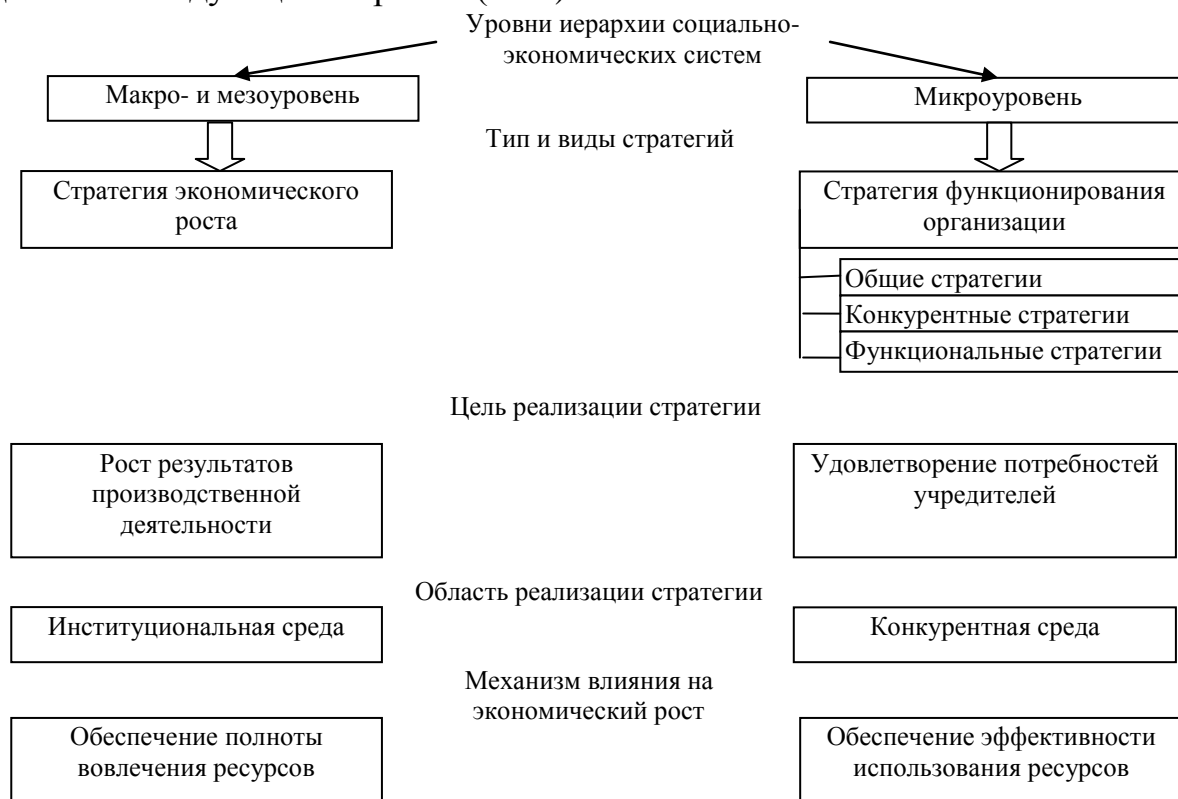 Уровни иерархии социально-
экономических систем
Макро- и мезоуровень
Микроуровень
Тип и виды стратегий
Стратегия экономического
роста
Стратегия функционирования
организации
Общие стратегии
Конкурентные стратегии
Функциональные стратегии
Цель реализации стратегии
Рост результатов
производственной
деятельности
Удовлетворение потребностей
учредителей
Область реализации стратегии
Институциональная среда
Конкурентная среда
Механизм влияния на
экономический рост
Обеспечение полноты
вовлечения ресурсов
Обеспечение эффективности
использования ресурсов